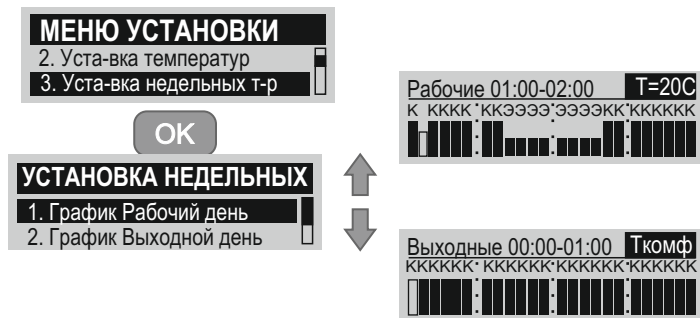 МЕНЮ УСТАНОВКИ
2. Уста-вка температур
3. Уста-вка недельных т-р
OK
УСТАНОВКА НЕДЕЛЬНЫХ
1. График Рабочий день
2. График Выходной день
Рабочие 01:00-02:00 T=20C
К КККК:ККЭЭЭЭ:ЭЭЭЭКК:КККККК
Выходные 00:00-01:00 Tкомф
КККККК:КККККК:КККККК:КККККК